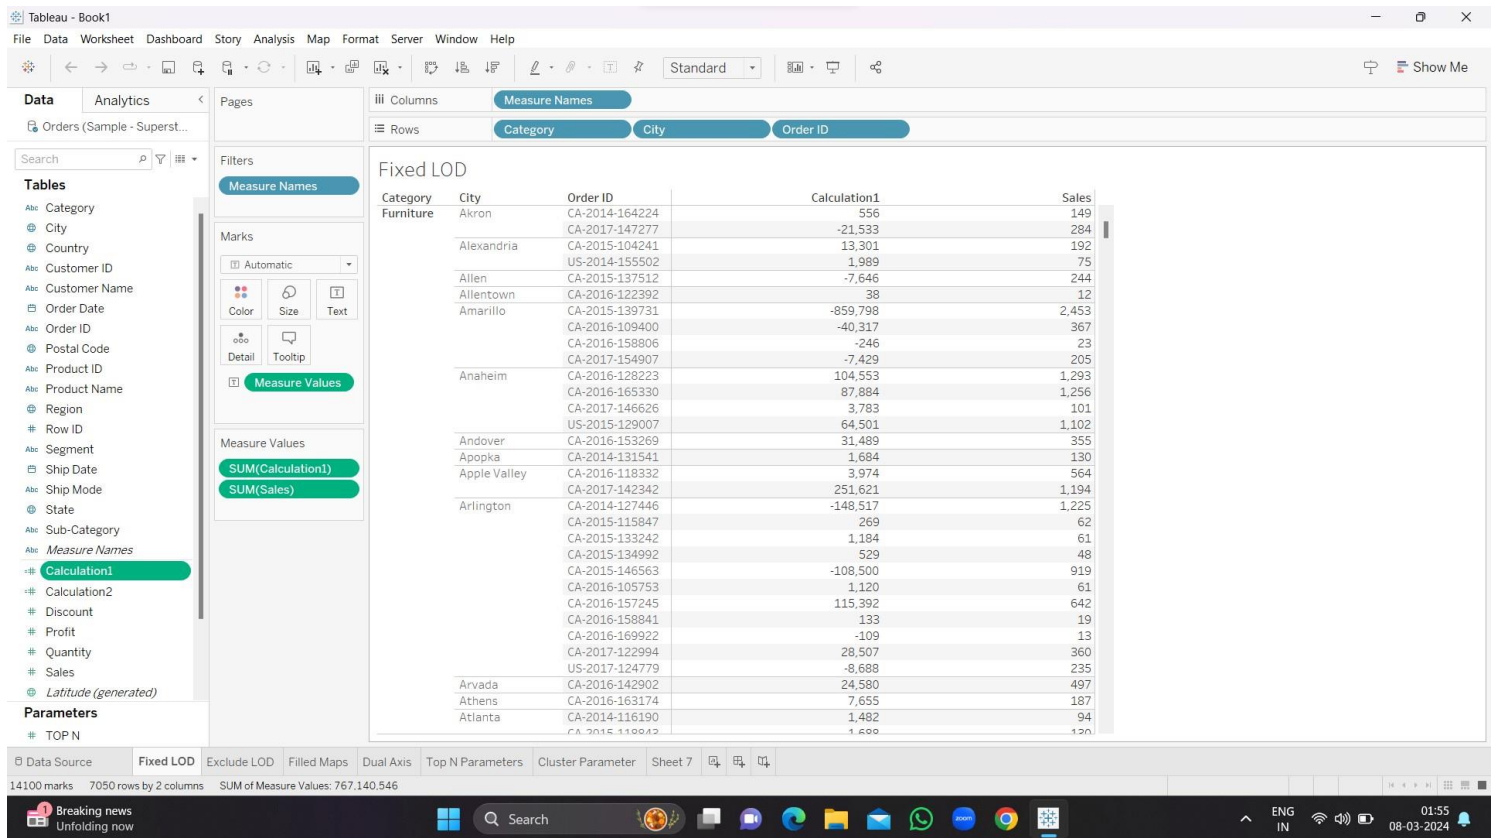 Tableau - Book1
File Data Worksheet Dashboard Story Analysis Map Format Server Window Help
Standard
Show Me
Data Analytics
Orders (Sample - Superst...
Search
Tables
Abc Category
City
Country
Abc Customer ID
Abc Customer Name
Order Date
Abc Order ID
Postal Code
Abc Product ID
Abc Product Name
Region
# Row ID
Abc Segment
Ship Date
Abc Ship Mode
State
Abc Sub-Category
Abc Measure Names
=# Calculation1
=# Calculation2
# Discount
# Profit
# Quantity
# Sales
Latitude (generated)
Parameters
# TOP N
Pages
Filters
Measure Names
Marks
Automatic
Color Size Text
Detail Tooltip
Measure Values
Measure Values
SUM(Calculation1)
SUM(Sales)
iii Columns Measure Names
Rows Category City Order ID
Fixed LOD
Category City Order ID Calculation1 Sales
Furniture Akron CA-2014-164224 556 149
CA-2017-147277 -21,533 284
Alexandria CA-2015-104241 13,301 192
US-2014-155502 1,989 75
Allen CA-2015-137512 -7,646 244
Allentown CA-2016-122392 38 12
Amarillo CA-2015-139731 -859,798 2,453
CA-2016-109400 -40,317 367
CA-2016-158806 -246 23
CA-2017-154907 -7,429 205
Anaheim CA-2016-128223 104,553 1,293
CA-2016-165330 87,884 1,256
CA-2017-146626 3,783 101
US-2015-129007 64,501 1,102
Andover CA-2016-153269 31,489 355
Apopka CA-2014-131541 1,684 130
Apple Valley CA-2016-118332 3,974 564
CA-2017-142342 251,621 1,194
Arlington CA-2014-127446 -148,517 1,225
CA-2015-115847 269 62
CA-2015-133242 1,184 61
CA-2015-134992 529 48
CA-2015-146563 -108,500 919
CA-2016-105753 1,120 61
CA-2016-157245 115,392 642
CA-2016-158841 133 19
CA-2016-169922 -109 13
CA-2017-122994 28,507 360
US-2017-124779 -8,688 235
Arvada CA-2016-142902 24,580 497
Athens CA-2016-163174 7,655 187
Atlanta CA-2014-116190 1,482 94
Data Source Fixed LOD Exclude LOD Filled Maps Dual Axis Top N Parameters Cluster Parameter Sheet 7
14100 marks 7050 rows by 2 columns SUM of Measure Values: 767,140,546
1 Breaking news
Unfolding now
Search
zoom
ENG
IN
01:55
08-03-2024